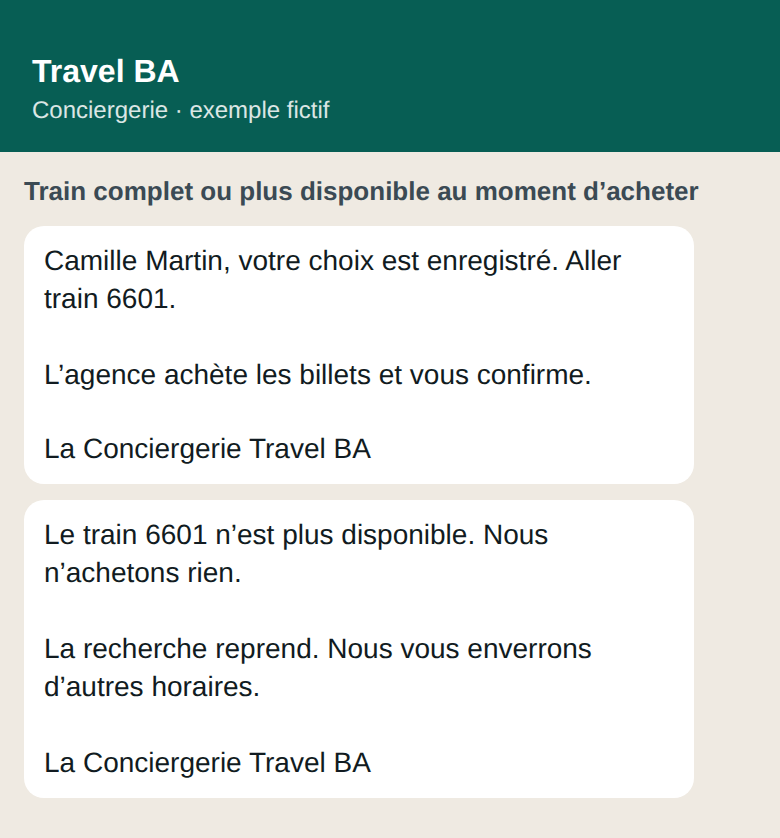 Travel BA
Conciergerie · exemple fictif
Train complet ou plus disponible au moment d’acheter
Camille Martin, votre choix est enregistré. Aller
train 6601.
L’agence achète les billets et vous confirme.
La Conciergerie Travel BA
Le train 6601 n’est plus disponible. Nous
n’achetons rien.
La recherche reprend. Nous vous enverrons
d’autres horaires.
La Conciergerie Travel BA